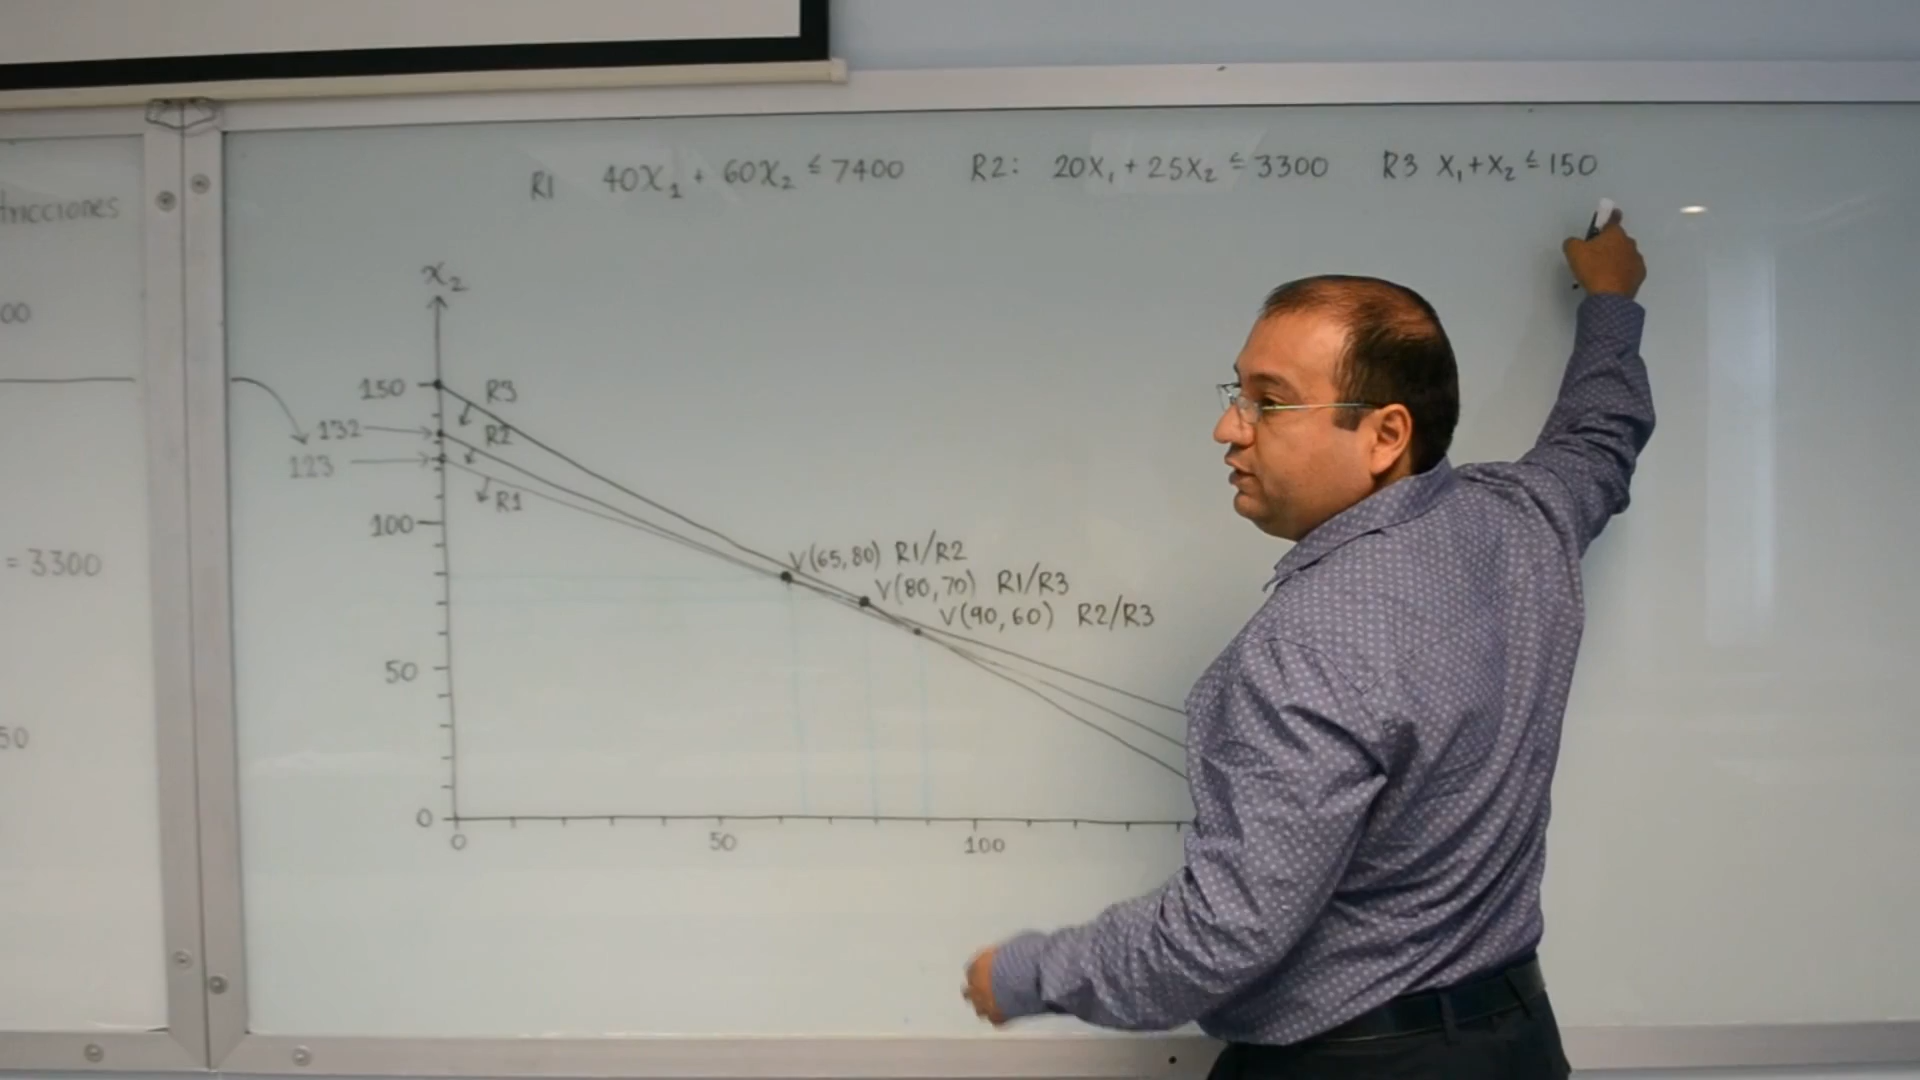 tricciones
00
= 3300
50
R1 40X₁ + 60X₂ ≤ 7400 R2: 20X₁ + 25X₂ ≤ 3300 R3 X₁+X₂ ≤ 150
X₂
150
R3
132
R2
123
R1
100
V(65,80) R1/R2
V(80,70) R1/R3
V(90,60) R2/R3
50
0
0 50 100